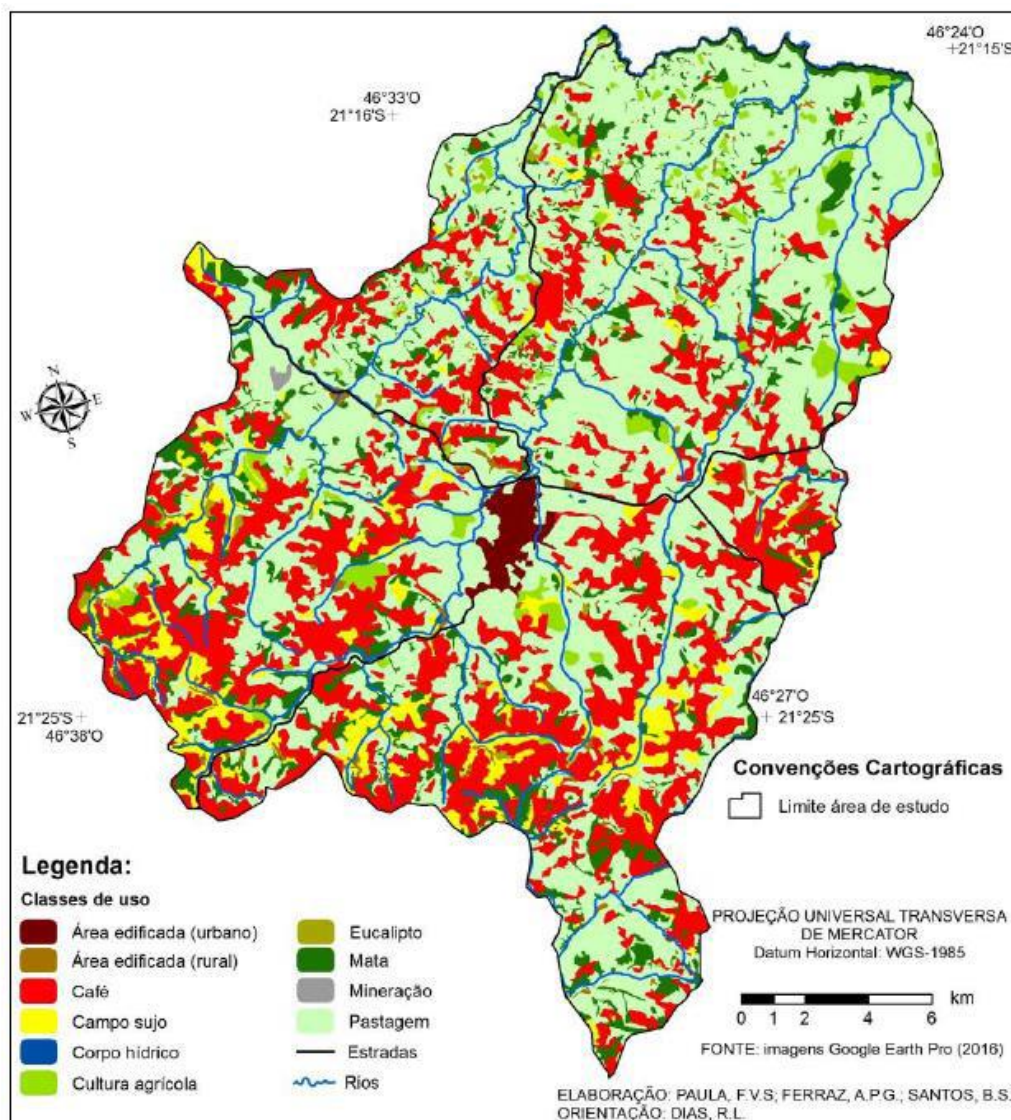 46°24'O
+21°15'S
46°33'O
21°16'S+
N
W E
S
46°27'O
+ 21°25'S
21°25'S+
46°38'O
Convenções Cartográficas
Limite área de estudo
Legenda:
Classes de uso
Área edificada (urbano)
Área edificada (rural)
Café
Campo sujo
Corpo hídrico
Cultura agrícola
Eucalipto
Mata
Mineração
Pastagem
Estradas
Rios
PROJEÇÃO UNIVERSAL TRANSVERSA
DE MERCATOR
Datum Horizontal: WGS-1985
km
0 1 2 4 6
FONTE: imagens Google Earth Pro (2016)
ELABORAÇÃO: PAULA, F.V.S; FERRAZ, A.P.G.; SANTOS, B.S.
ORIENTAÇÃO: DIAS, R.L.